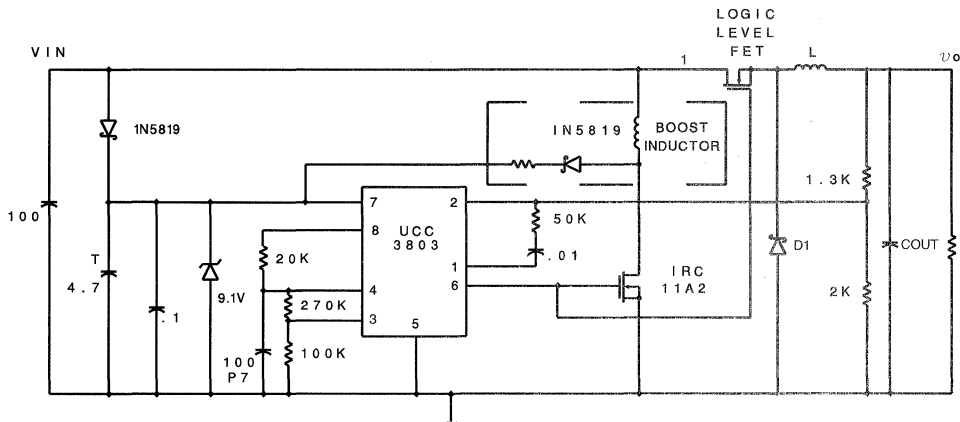 LOGIC
LEVEL
FET
VIN
1
L
vo
1N5819
IN5819
BOOST
INDUCTOR
1.3K
100
7
2
UCC
3803
50K
8
20K
.01
D1
COUT
T
4.7
9.1V
1
6
IRC
11A2
4
270K
2K
.1
3
5
100
P7
100K